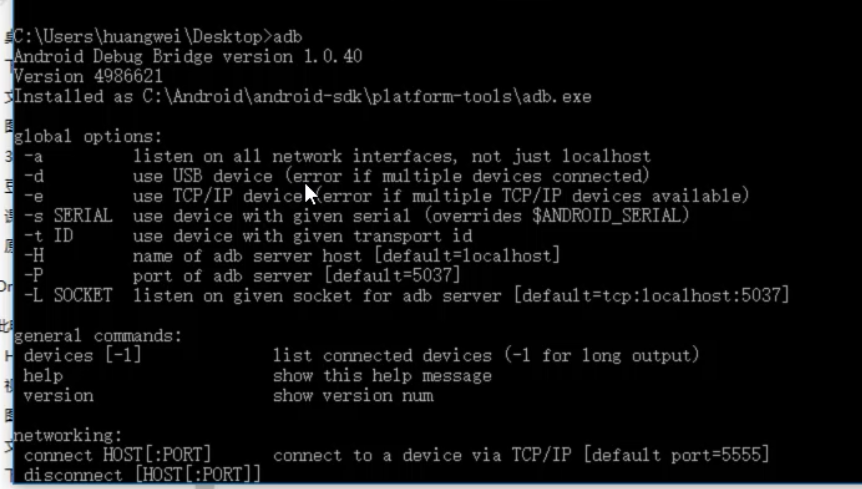 C:\Users\huangwei\Desktop>adb
Android Debug Bridge version 1.0.40
Version 4986621
Installed as C:\Android\android-sdk\platform-tools\adb.exe
global options:
-a listen on all network interfaces, not just localhost
-d use USB device (error if multiple devices connected)
-e use TCP/IP device (error if multiple TCP/IP devices available)
-s SERIAL use device with given serial (overrides $ANDROID_SERIAL)
-t ID use device with given transport id
-H name of adb server host [default=localhost]
-P port of adb server [default=5037]
-L SOCKET listen on given socket for adb server [default=tcp:localhost:5037]
general commands:
devices [-l] list connected devices (-l for long output)
help show this help message
version show version num
networking:
connect HOST[:PORT] connect to a device via TCP/IP [default port=5555]
disconnect [HOST[:PORT]]